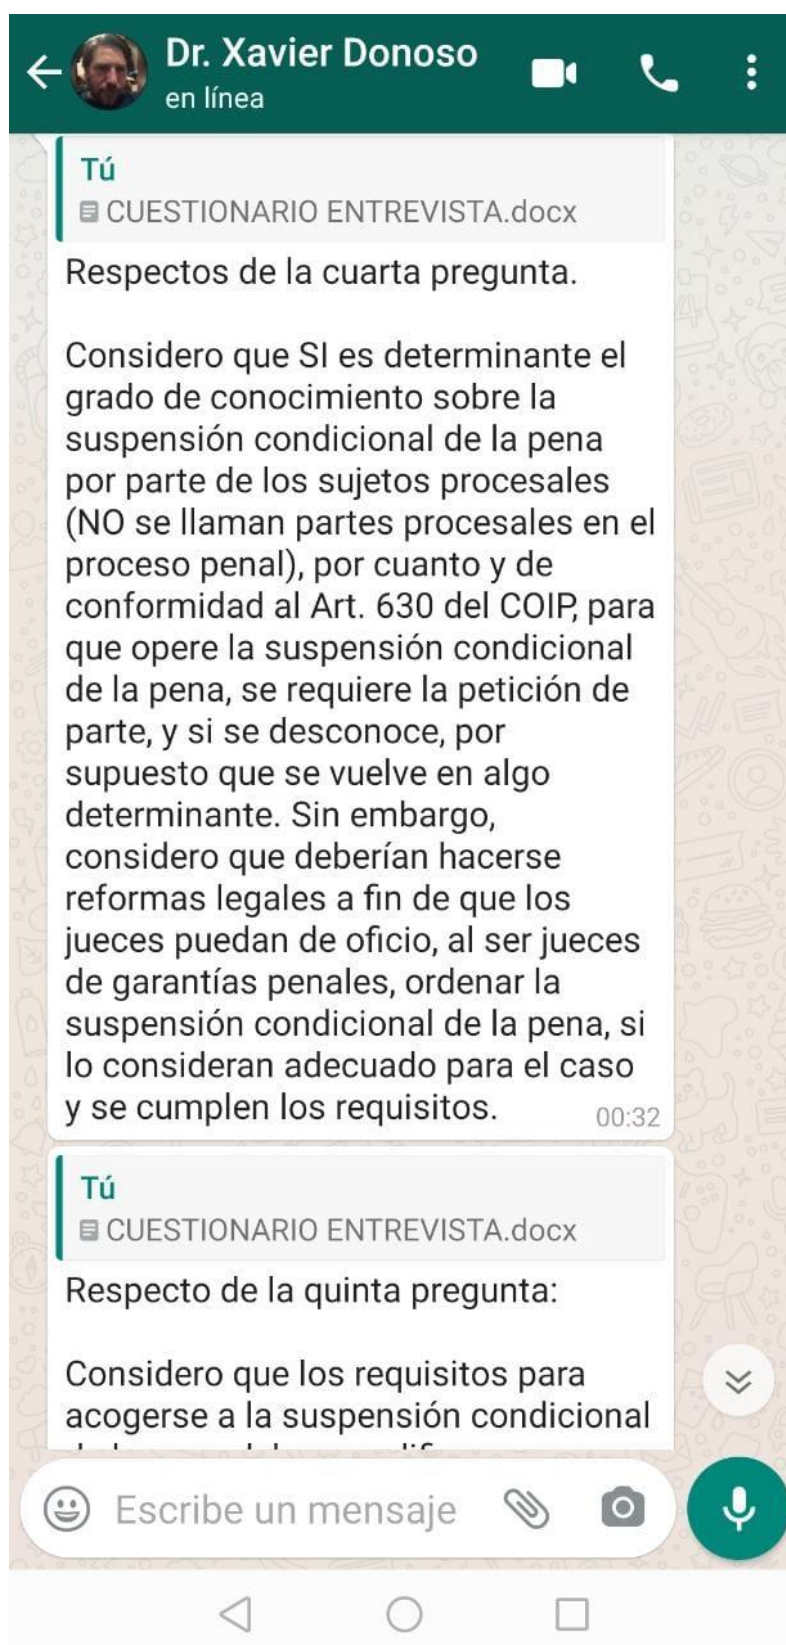 Dr. Xavier Donoso
en línea
Tú
CUESTIONARIO ENTREVISTA.docx
Respectos de la cuarta pregunta.
Considero que SI es determinante el
grado de conocimiento sobre la
suspensión condicional de la pena
por parte de los sujetos procesales
(NO se llaman partes procesales en el
proceso penal), por cuanto y de
conformidad al Art. 630 del COIP, para
que opere la suspensión condicional
de la pena, se requiere la petición de
parte, y si se desconoce, por
supuesto que se vuelve en algo
determinante. Sin embargo,
considero que deberían hacerse
reformas legales a fin de que los
jueces puedan de oficio, al ser jueces
de garantías penales, ordenar la
suspensión condicional de la pena, si
lo consideran adecuado para el caso
y se cumplen los requisitos.
00:32
Tú
CUESTIONARIO ENTREVISTA.docx
Respecto de la quinta pregunta:
Considero que los requisitos para
acogerse a la suspensión condicional
Escribe un mensaje